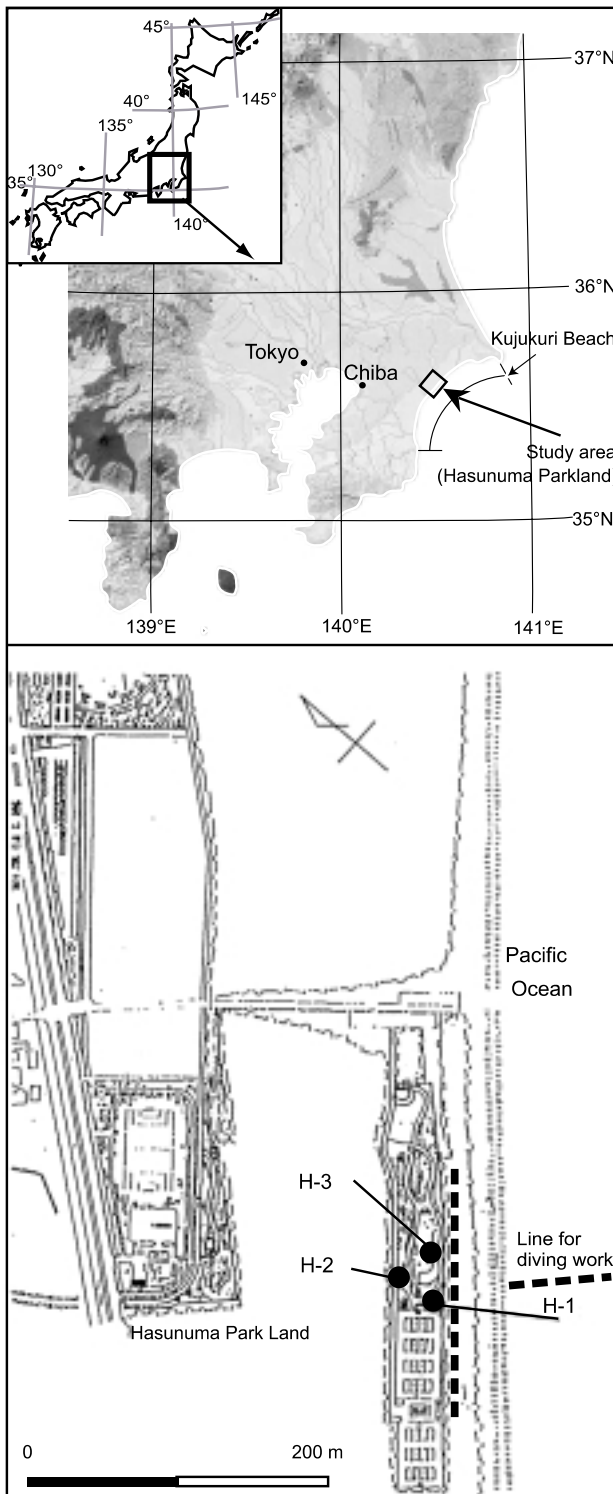 45°
145°
40°
135°
130°
35°
140°
37°N
36°N
Kujukuri Beach
Tokyo
Chiba
Study area
(Hasunuma Parkland
35°N
139°E
140°E
141°E
Pacific
Ocean
H-3
Line for
diving work
H-2
H-1
Hasunuma Park Land
0
200 m